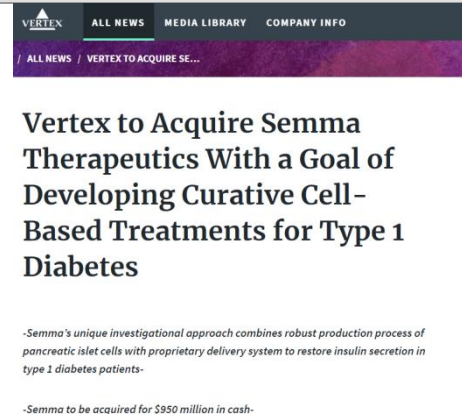 VERTEX ALL NEWS MEDIA LIBRARY COMPANY INFO
/ ALL NEWS / VERTEX TO ACQUIRE SE...
Vertex to Acquire Semma
Therapeutics With a Goal of
Developing Curative Cell-
Based Treatments for Type 1
Diabetes
-Semma's unique investigational approach combines robust production process of
pancreatic islet cells with proprietary delivery system to restore insulin secretion in
type 1 diabetes patients-
-Semma to be acquired for $950 million in cash-